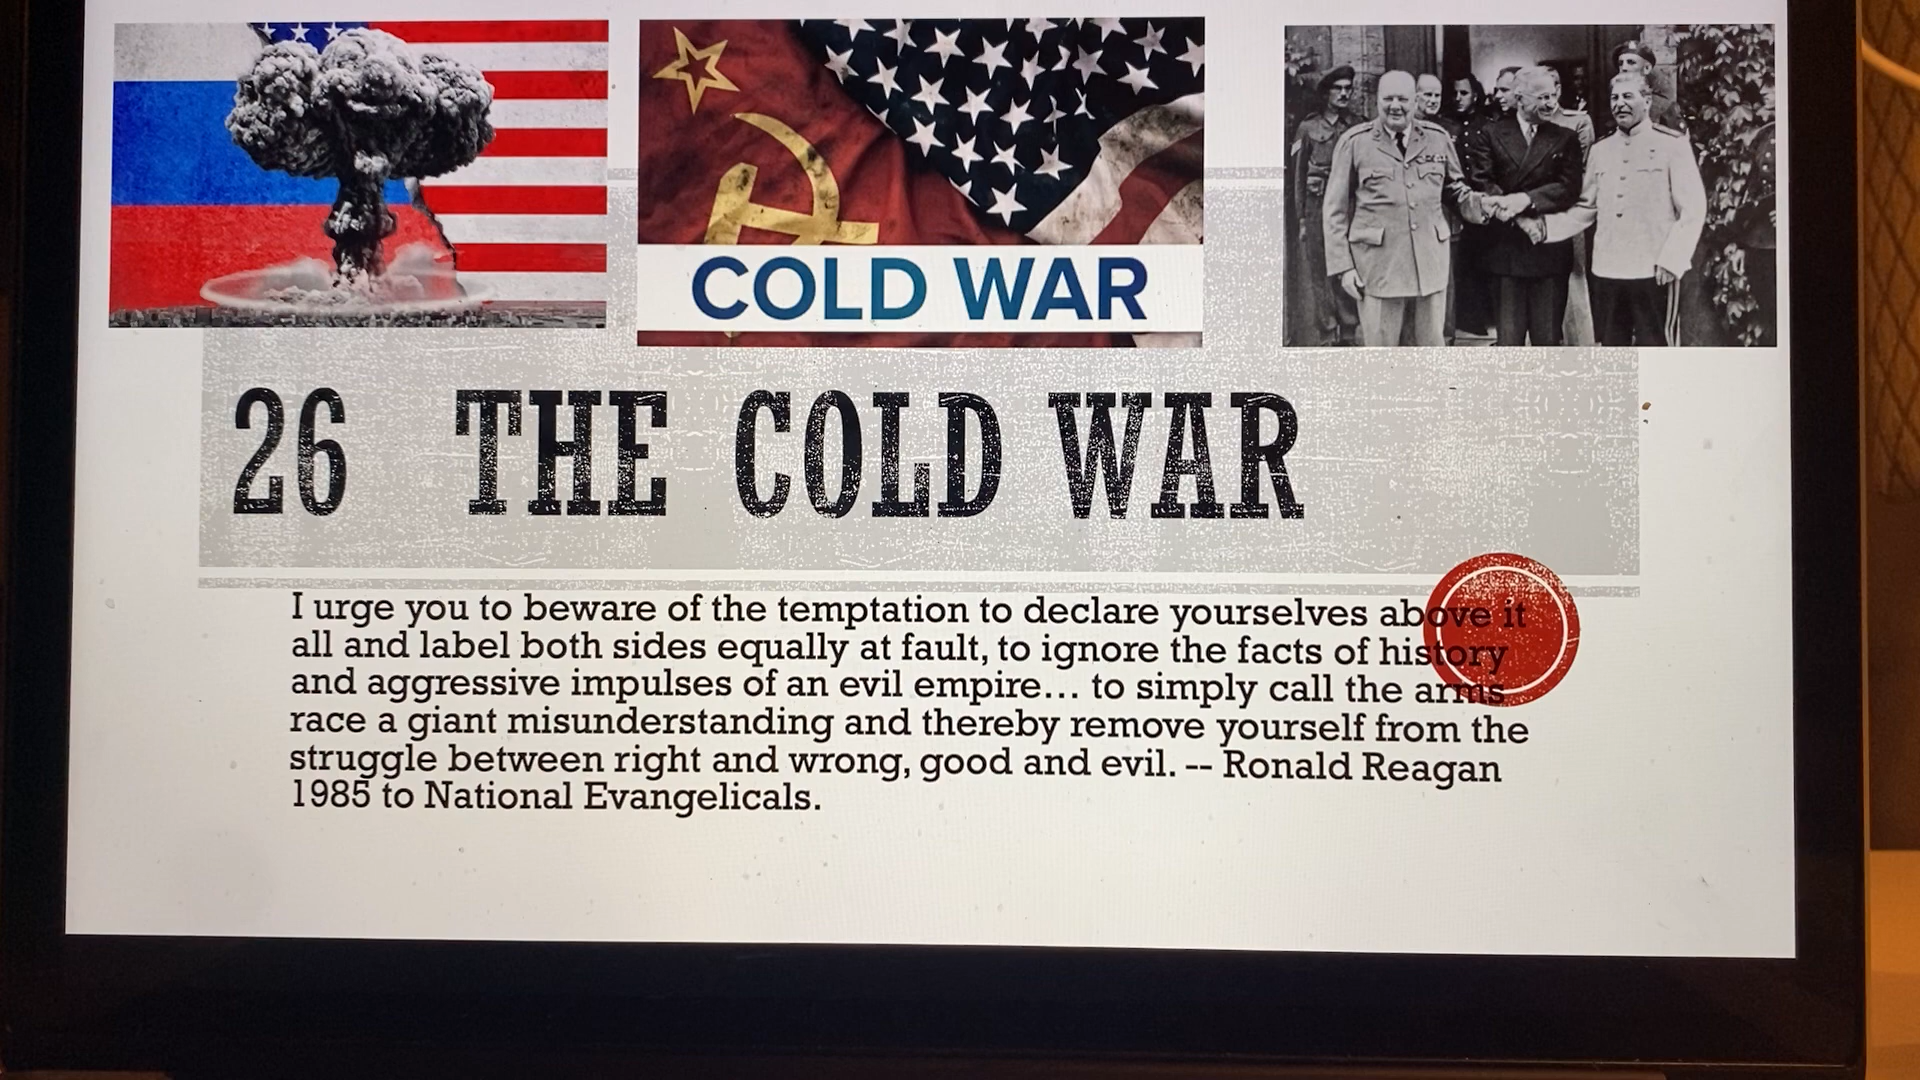 COLD WAR
26 THE COLD WAR
I urge you to beware of the temptation to declare yourselves above it
all and label both sides equally at fault, to ignore the facts of history
and aggressive impulses of an evil empire... to simply call the arms
race a giant misunderstanding and thereby remove yourself from the
struggle between right and wrong, good and evil. -- Ronald Reagan
1985 to National Evangelicals.